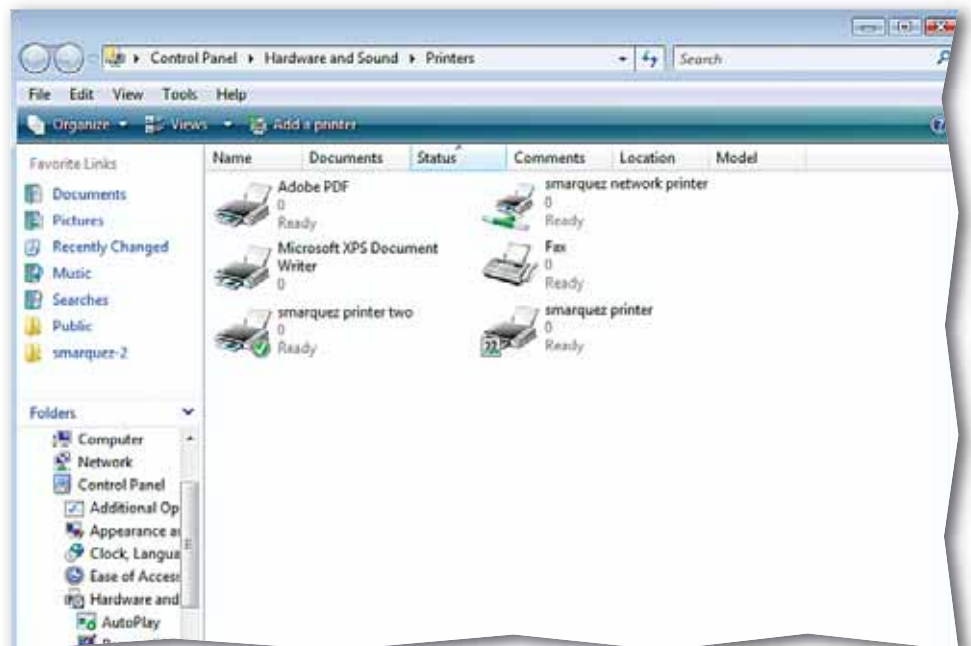 Control Panel ▸ Hardware and Sound ▸ Printers
Search
File Edit View Tools Help
Organize Views Add a printer
Favorite Links
Documents
Pictures
Recently Changed
Music
Searches
Public
smarquez-2
Folders
Computer
Network
Control Panel
Additional Op
Appearance a
Clock, Langua
Ease of Access
Hardware and
AutoPlay
Name Documents Status Comments Location Model
Adobe PDF
0
Ready
Microsoft XPS Document
Writer
0
smarquez printer two
0
Ready
smarquez network printer
0
Ready
Fax
0
Ready
smarquez printer
0
Ready